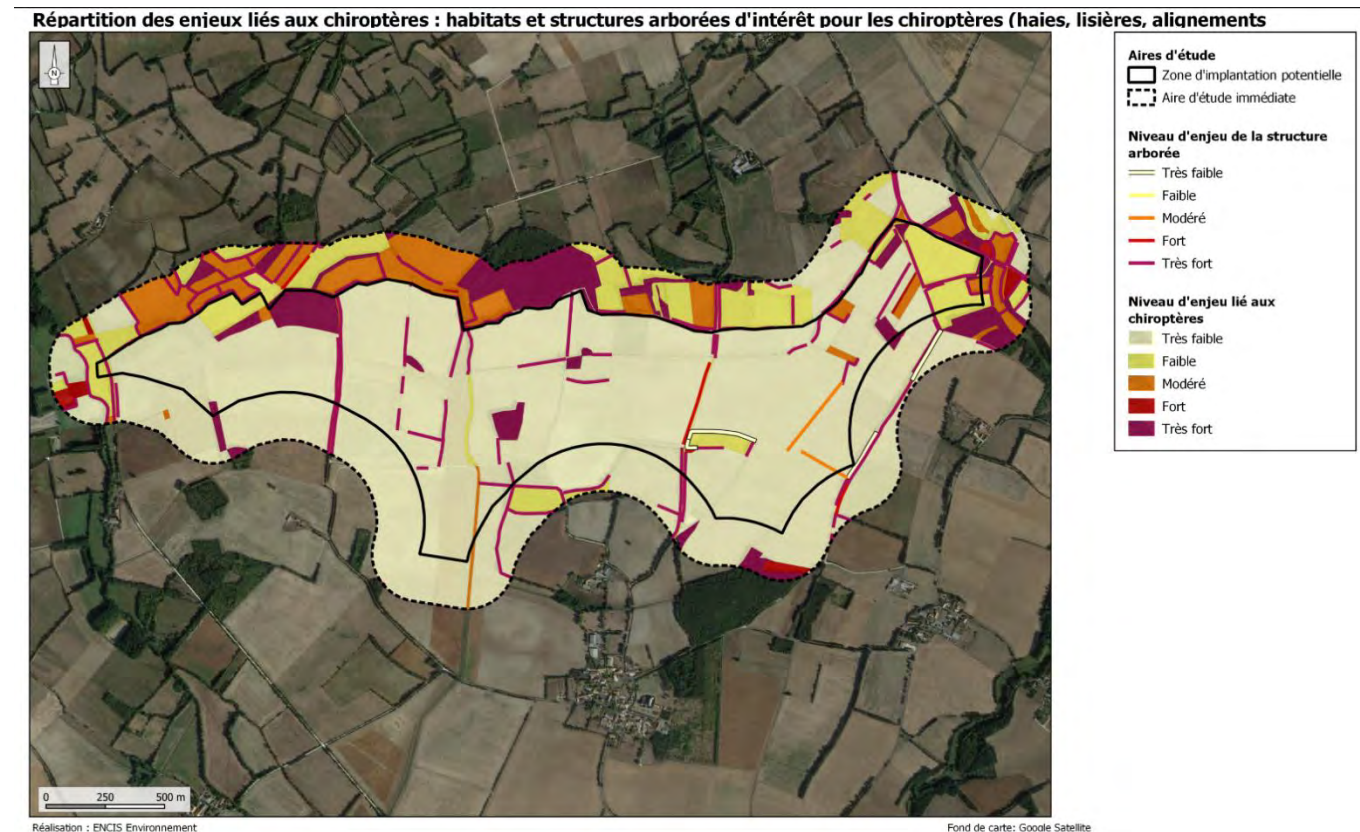 Répartition des enjeux liés aux chiroptères : habitats et structures arborées d'intérêt pour les chiroptères (haies, lisières, alignements
N
Aires d'étude
Zone d'implantation potentielle
Aire d'étude immédiate
Niveau d'enjeu de la structure
arborée
Très faible
Faible
Modéré
Fort
Très fort
Niveau d'enjeu lié aux
chiroptères
Très faible
Faible
Modéré
Fort
Très fort
0 250 500 m
Réalisation : ENCIS Environnement
Fond de carte: Google Satellite